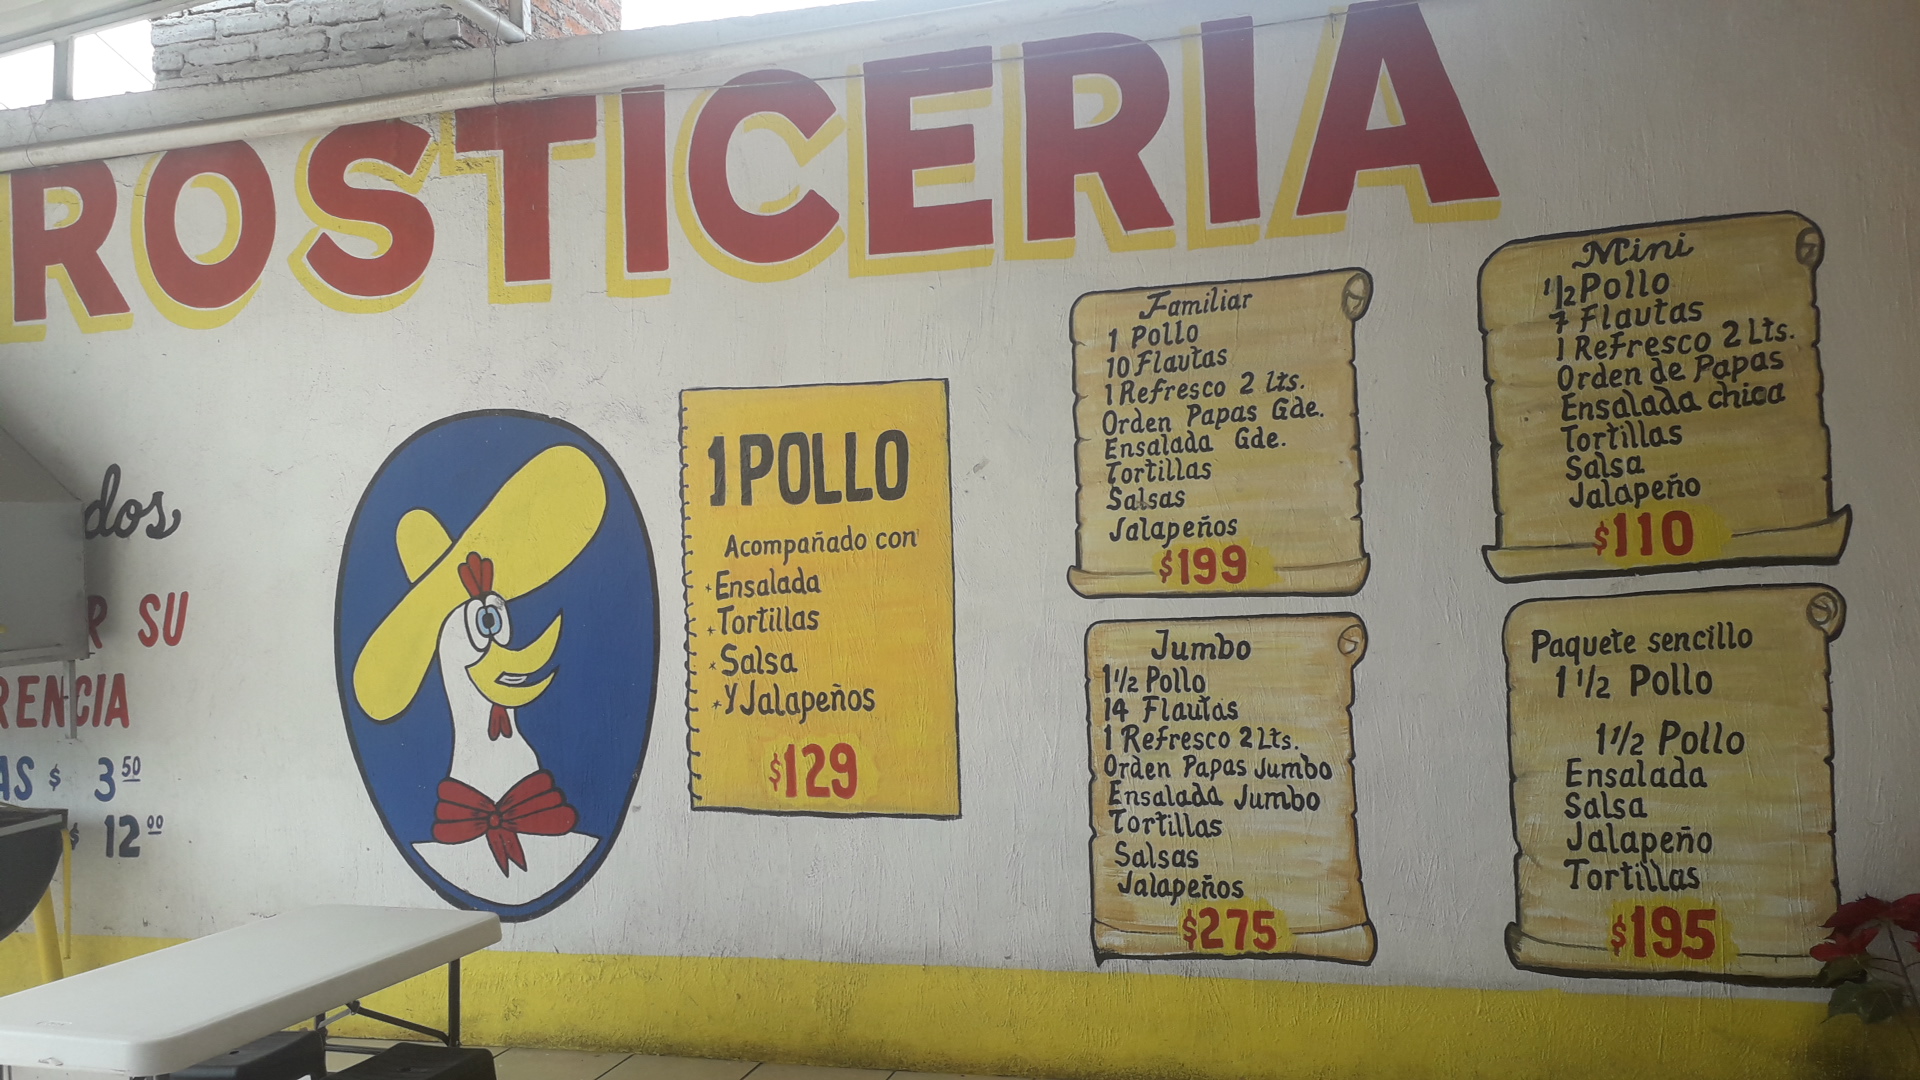 ROSTICERIA
dos
SU
RENCIA
AS $ 3 50
$ 12 00
1 POLLO
Acompañado con
Ensalada
Tortillas
Salsa
Y Jalapeños
$129
Familiar
1 Pollo
10 Flautas
1 Refresco 2 lts.
Orden Papas Gde.
Ensalada Gde.
Tortillas
Salsas
Jalapeños
$199
Mini
1/2 Pollo
7 Flautas
1 Refresco 2 Lts.
Orden de Papas
Ensalada chica
Tortillas
Salsa
Jalapeño
$110
Jumbo
1 1/2 Pollo
14 Flautas
1 Refresco 2 Lts.
Orden Papas Jumbo
Ensalada Jumbo
Tortillas
Salsas
Jalapeños
$275
Paquete sencillo
1 1/2 Pollo
1 1/2 Pollo
Ensalada
Salsa
Jalapeño
Tortillas
$195